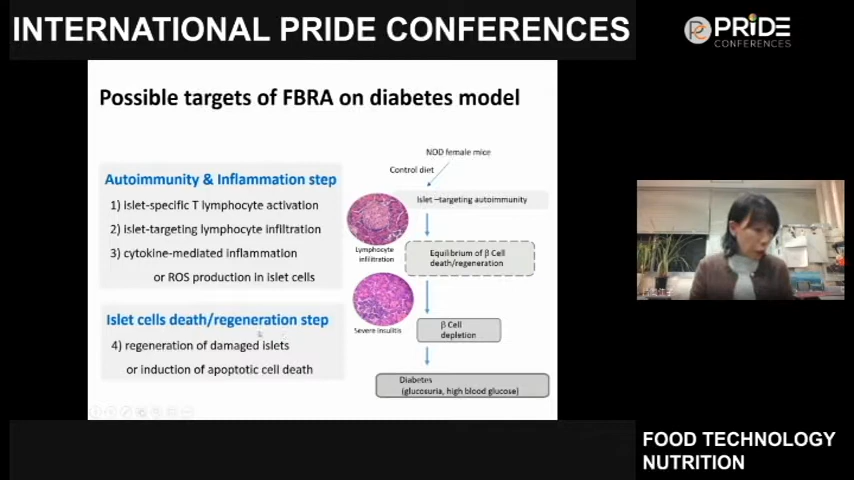 INTERNATIONAL PRIDE CONFERENCES
PRIDE
CONFERENCES
Possible targets of FBRA on diabetes model
Autoimmunity & Inflammation step
1) islet-specific T lymphocyte activation
2) islet-targeting lymphocyte infiltration
3) cytokine-mediated inflammation
or ROS production in islet cells
Islet cells death/regeneration step
4) regeneration of damaged islets
or induction of apoptotic cell death
NOD female mice
Control diet
Islet –targeting autoimmunity
Lymphocyte
infilitration
Equilibrium of β Cell
death/regeneration
Severe insulitis
β Cell
depletion
Diabetes
(glucosuria, high blood glucose)
FOOD TECHNOLOGY
NUTRITION